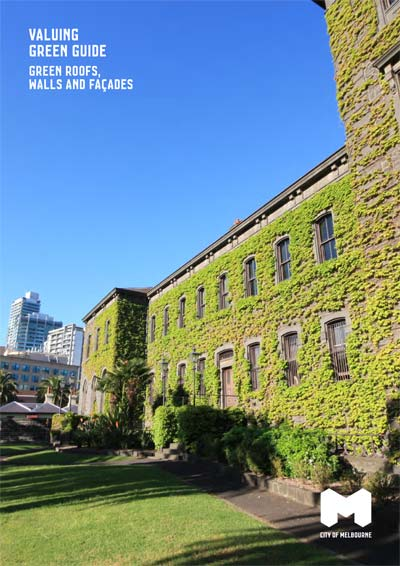 VALUING
GREEN GUIDE
GREEN ROOFS,
WALLS AND FAÇADES
CITY OF MELBOURNE